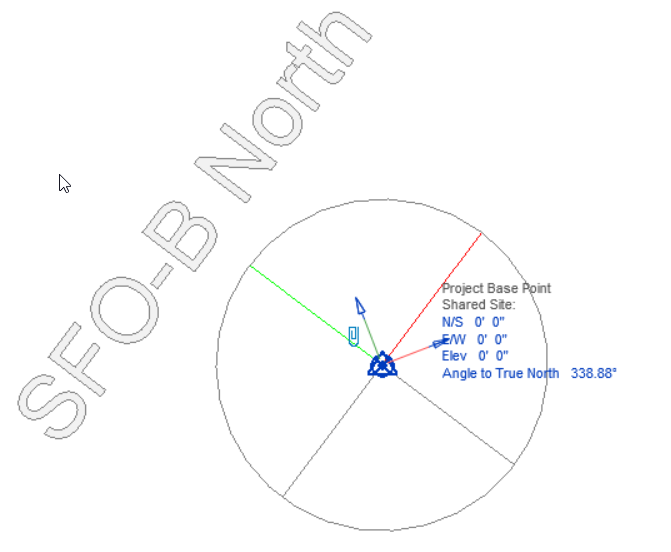 SFO-B North
Project Base Point
Shared Site:
N/S 0' 0"
E/W 0' 0"
Elev 0' 0"
Angle to True North 338.88°